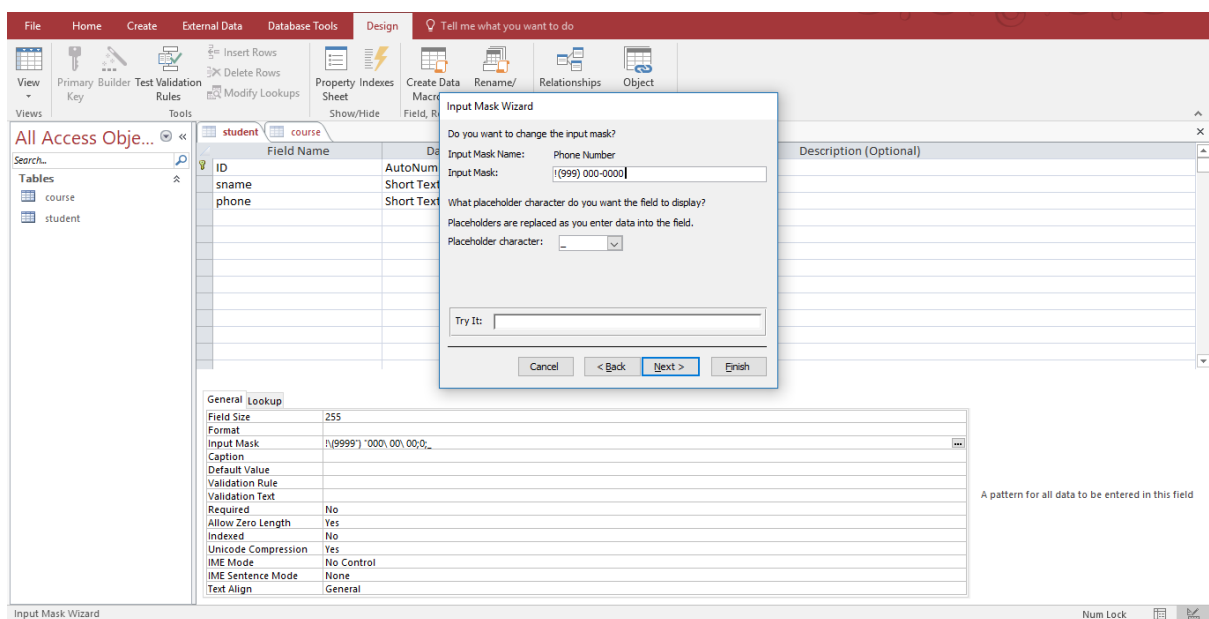 File Home Create External Data Database Tools Design Tell me what you want to do
Insert Rows
Delete Rows
Modify Lookups
View Primary Key Builder Test Validation Rules Property Sheet Indexes Create Data Rename/ Relationships Object
Views Tools Show/Hide Field, R
All Access Obje... «
Search...
Tables
course
student
student course ×
Field Name Da Description (Optional)
ID AutoNum
sname Short Text
phone Short Text
Input Mask Wizard
Do you want to change the input mask?
Input Mask Name: Phone Number
Input Mask: !(999) 000-0000
What placeholder character do you want the field to display?
Placeholders are replaced as you enter data into the field.
Placeholder character: _
Try It:
Cancel < Back Next > Finish
General Lookup
Field Size 255
Format
Input Mask !\(9999") "000\ 00\ 00;0;_ ...
Caption
Default Value
Validation Rule
Validation Text
Required No
Allow Zero Length Yes
Indexed No
Unicode Compression Yes
IME Mode No Control
IME Sentence Mode None
Text Align General
A pattern for all data to be entered in this field
Input Mask Wizard Num Lock